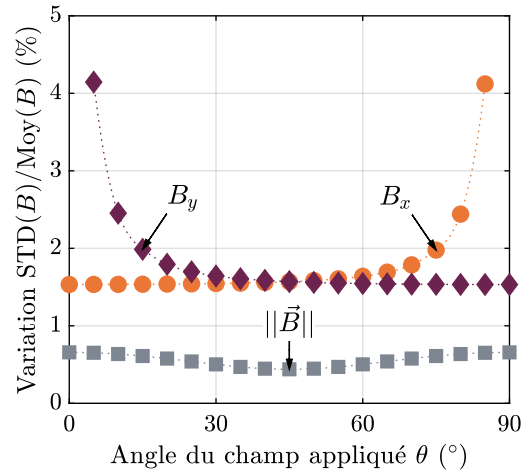 Variation STD(B)/Moy(B) (%)
5
4
3
2
1
0
B_y
B_x
||\vec{B}||
0
30
60
90
Angle du champ appliqué θ (°)